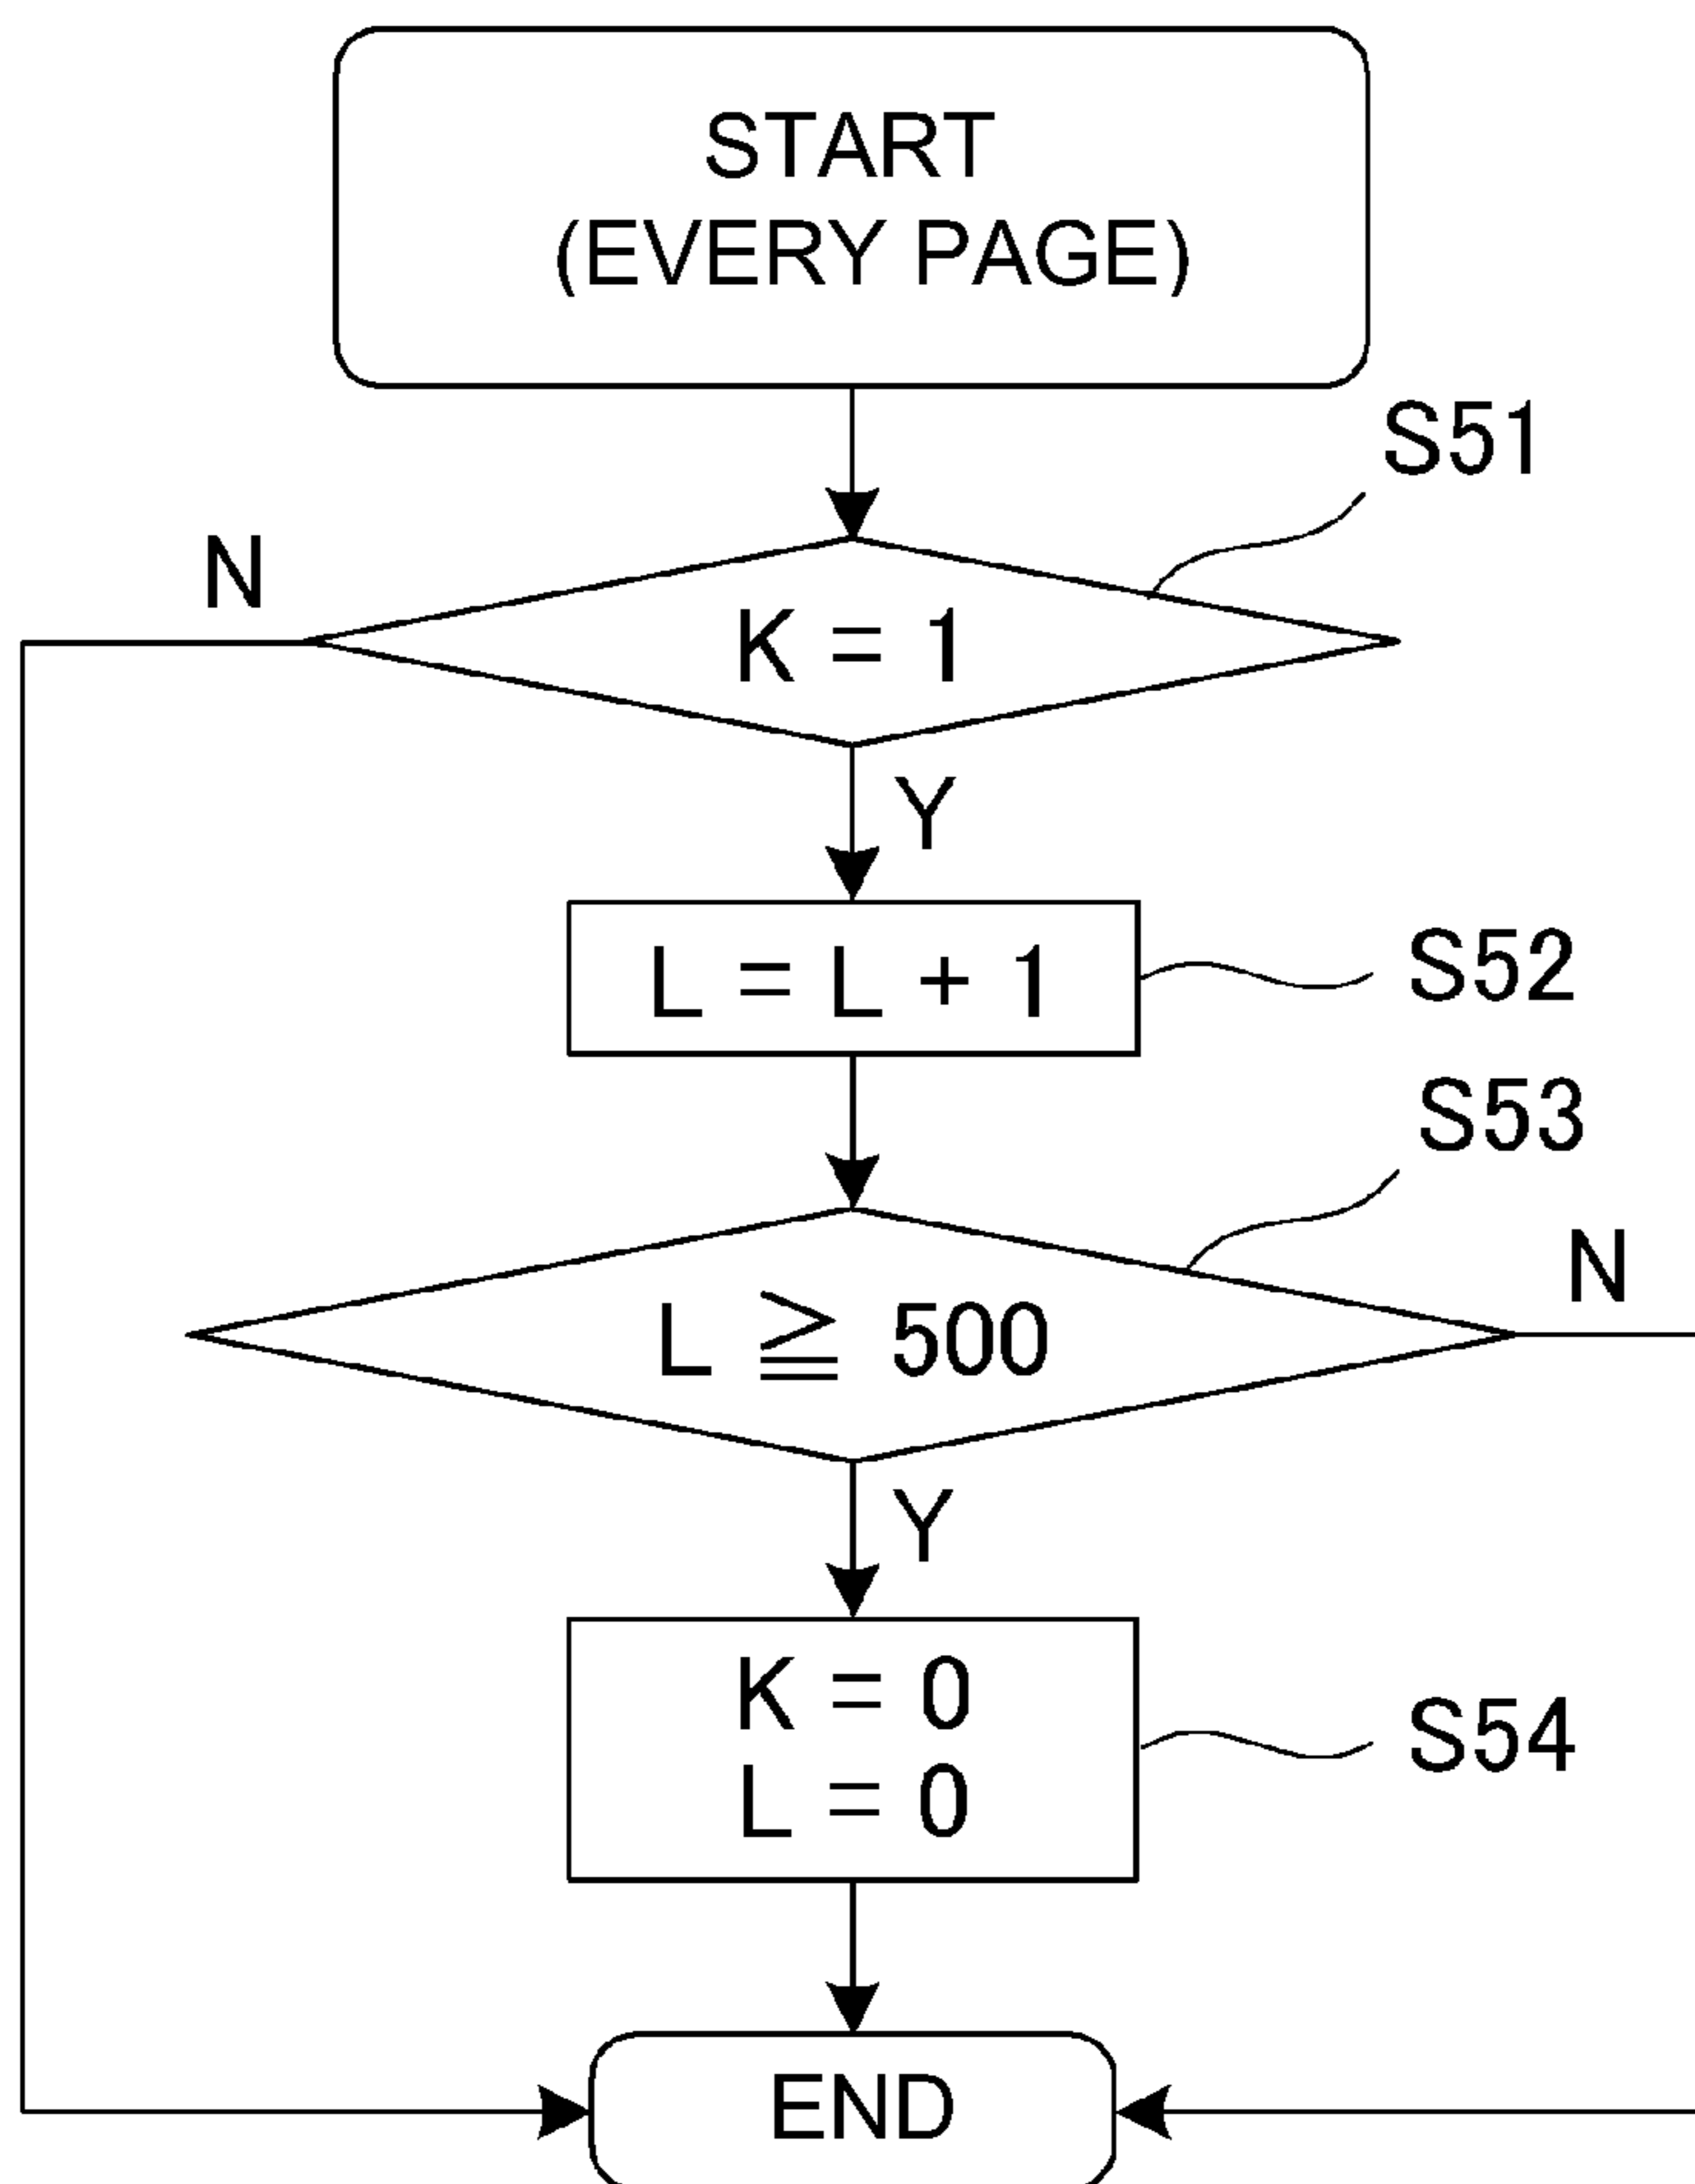 START
(EVERY PAGE)
S51
N
K = 1
Y
L = L + 1
S52
S53
N
L ≧ 500
Y
K = 0
L = 0
S54
END